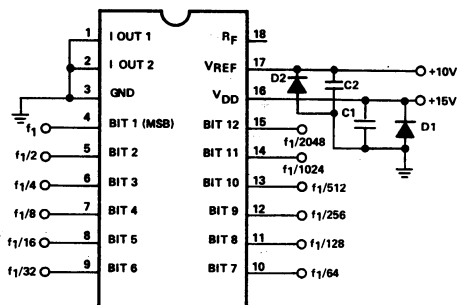 1 I OUT 1 RF 18
2 I OUT 2 VREF 17 D2 C2 +10V
3 GND VDD 16 +15V
f1 4 BIT 1 (MSB) BIT 12 15 f1/2048 C1 D1
f1/2 5 BIT 2 BIT 11 14 f1/1024
f1/4 6 BIT 3 BIT 10 13 f1/512
f1/8 7 BIT 4 BIT 9 12 f1/256
f1/16 8 BIT 5 BIT 8 11 f1/128
f1/32 9 BIT 6 BIT 7 10 f1/64